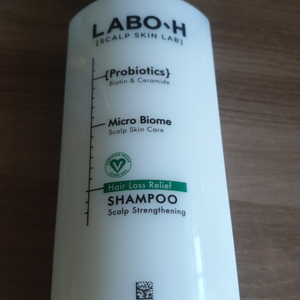 LABO-H
[SCALP SKIN LAB]
{Probiotics}
Biotin & Ceramide
Micro Biome
Scalp Skin Care
Hair Loss Relief
SHAMPOO
Scalp Strengthening